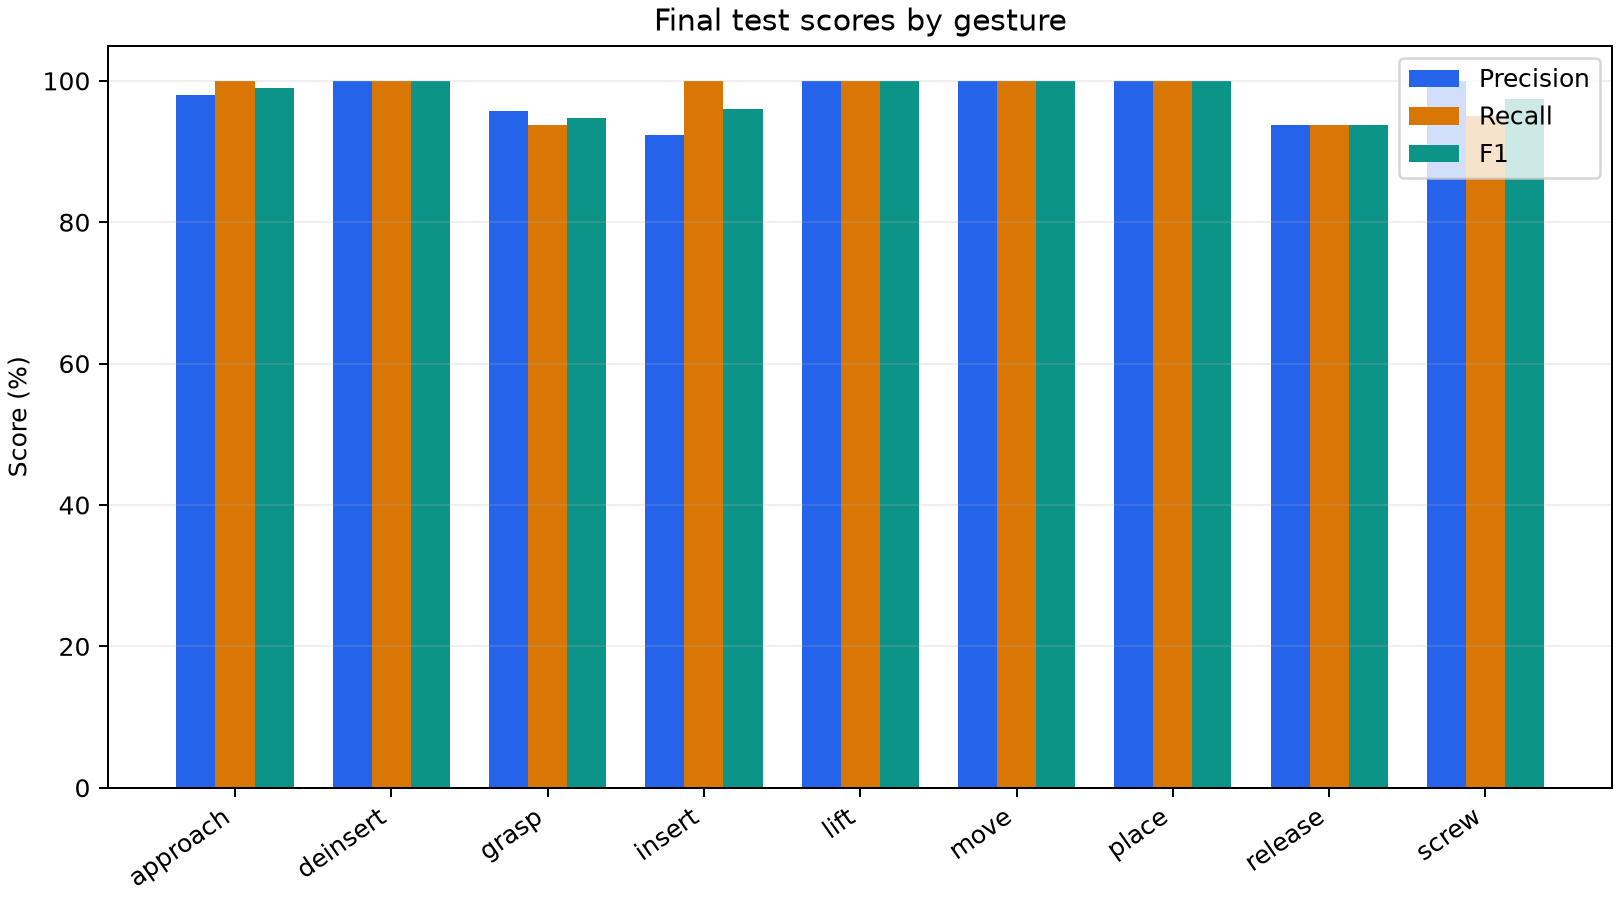 Final test scores by gesture
Precision
Recall
F1
Score (%)
100
80
60
40
20
0
approach
deinsert
grasp
insert
lift
move
place
release
screw